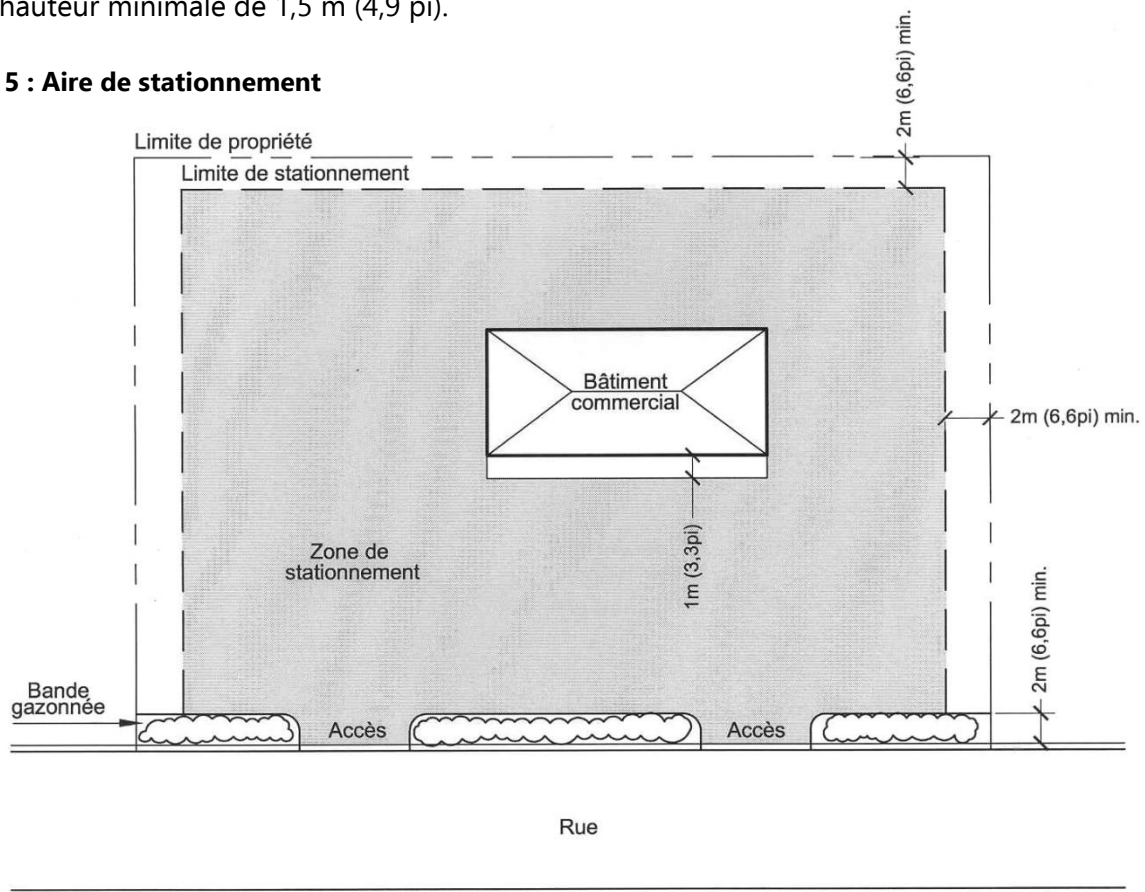 hauteur minimale de 1,5 m (4,9 pi).
5 : Aire de stationnement
2m (6,6pi) min.
Limite de propriété
Limite de stationnement
Bâtiment
commercial
2m (6,6pi) min.
1m (3,3pi)
Zone de
stationnement
2m (6,6pi) min.
Bande
gazonnée
Accès
Accès
Rue